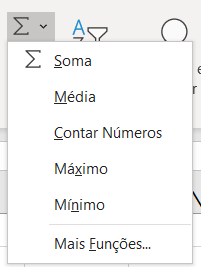 Soma
Média
Contar Números
Máximo
Mínimo
Mais Funções...